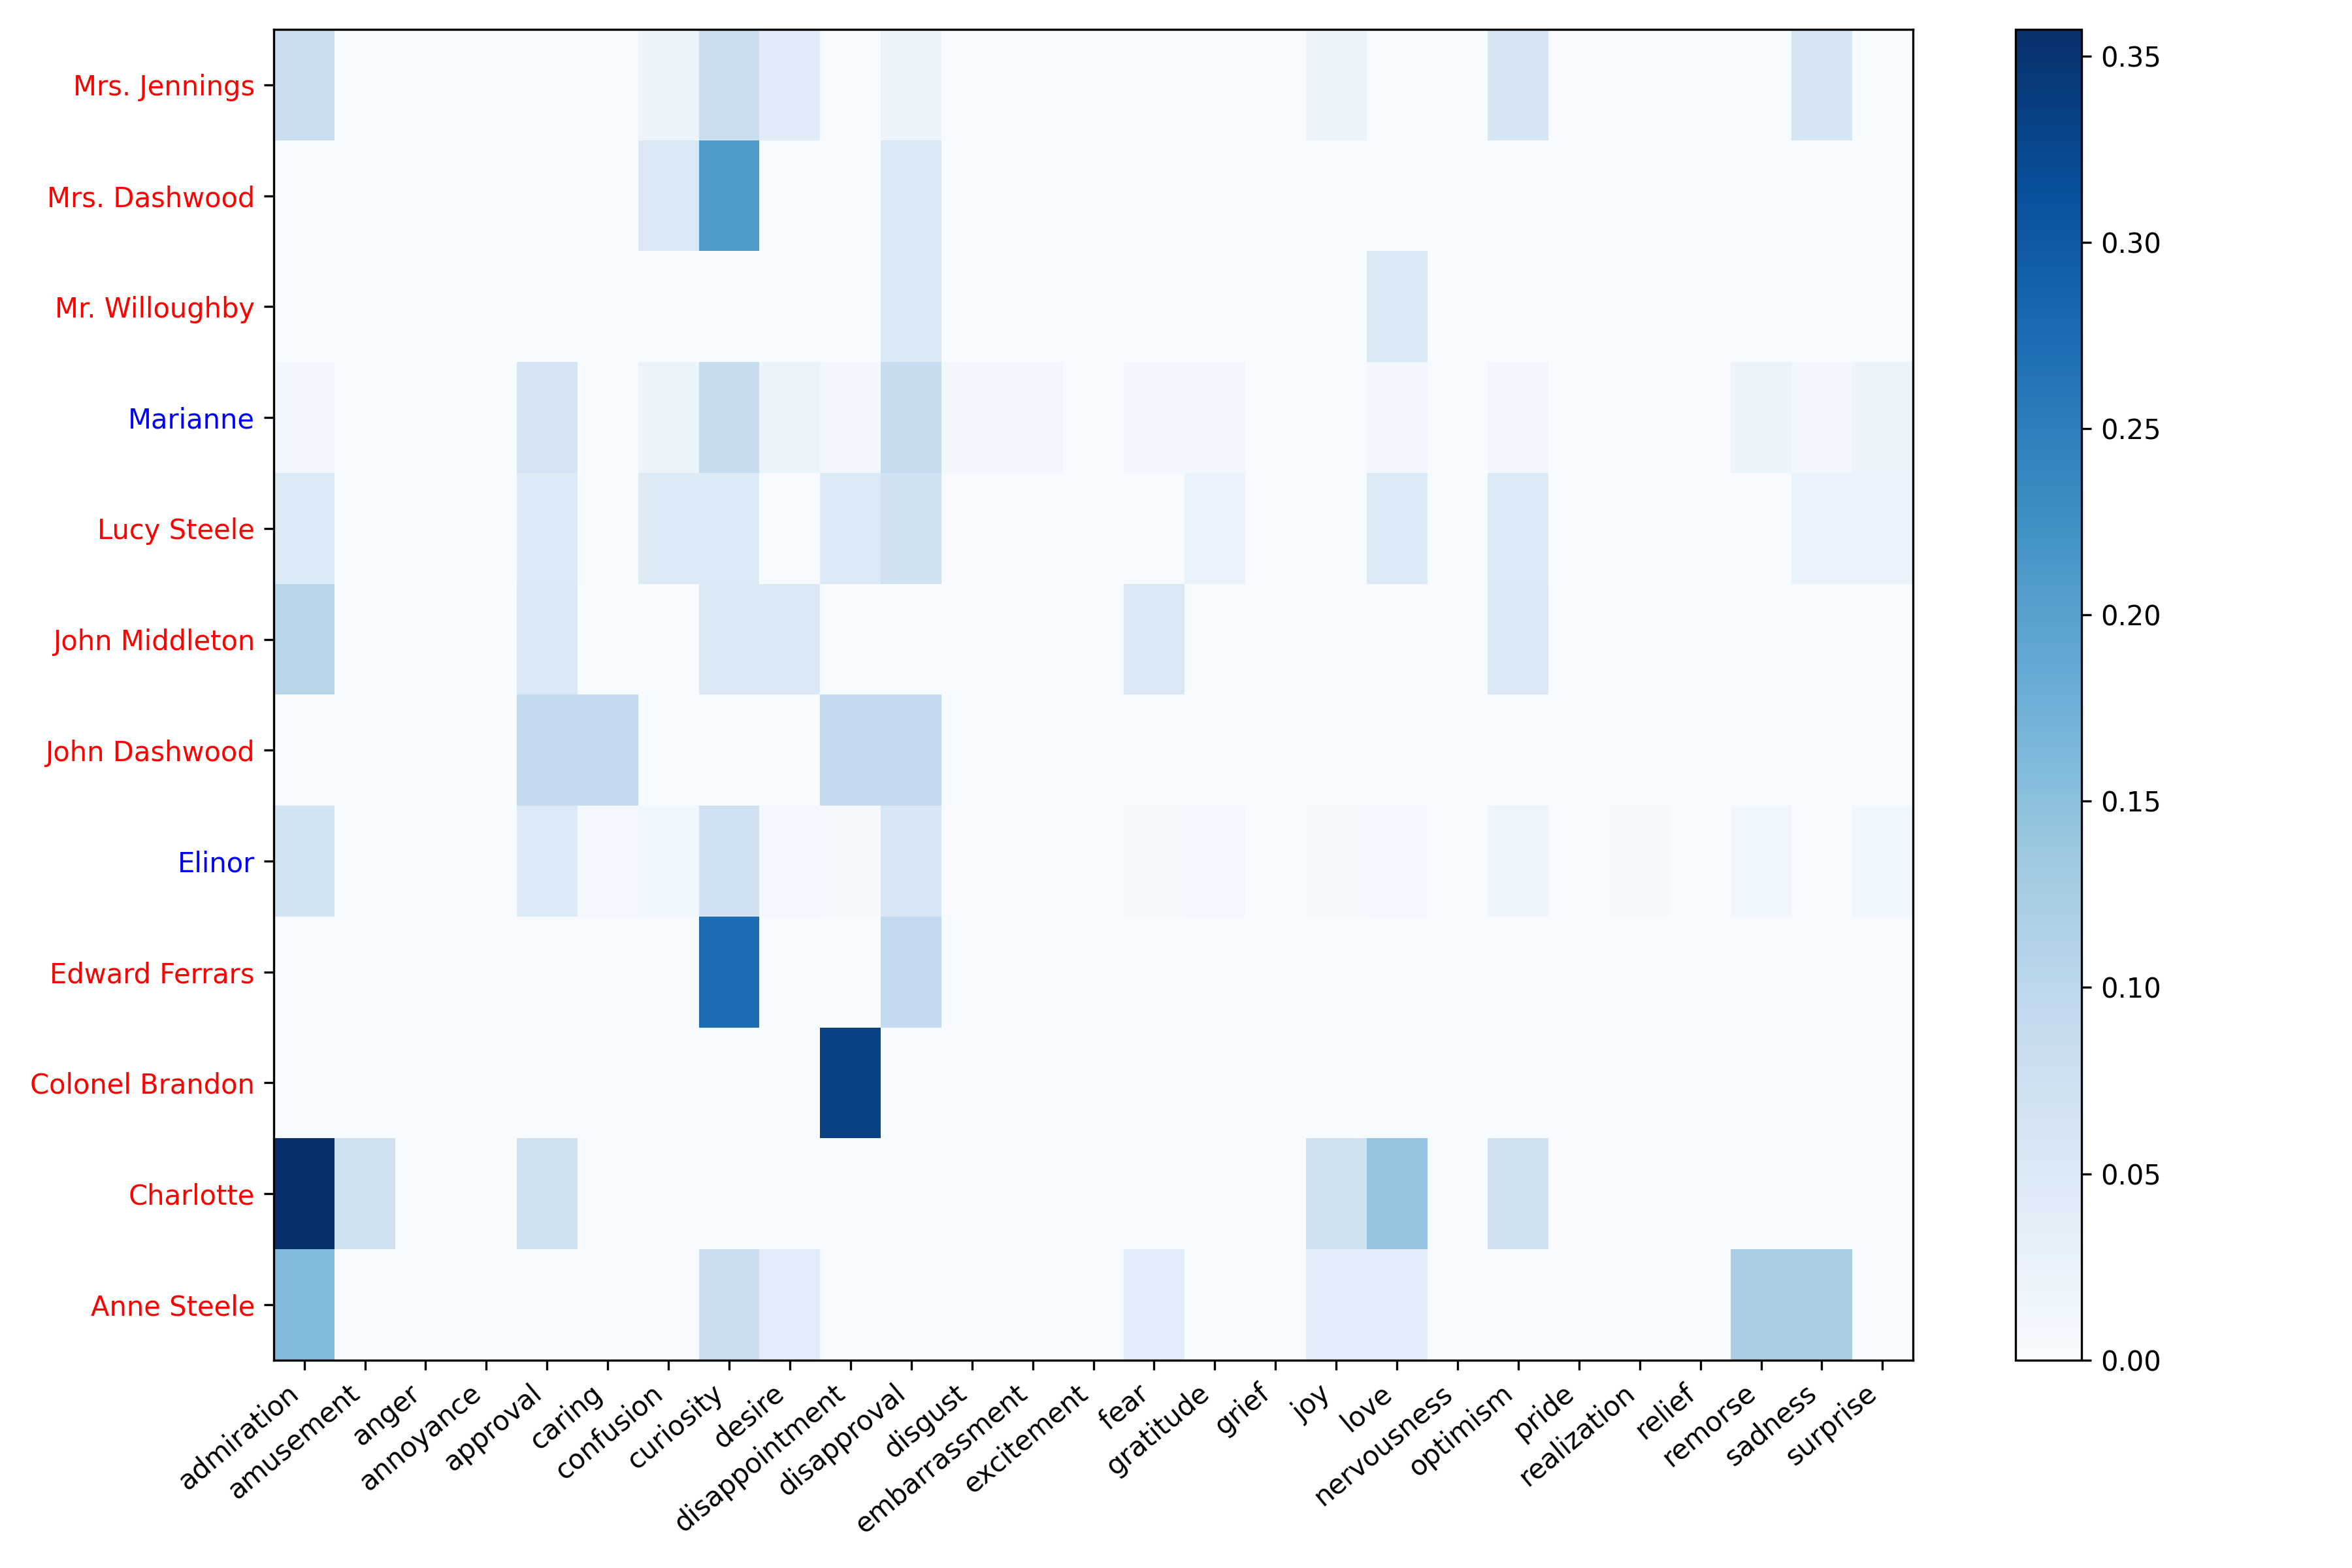 Mrs. Jennings
Mrs. Dashwood
Mr. Willoughby
Marianne
Lucy Steele
John Middleton
John Dashwood
Elinor
Edward Ferrars
Colonel Brandon
Charlotte
Anne Steele
admiration
amusement
anger
annoyance
approval
caring
confusion
curiosity
desire
disappointment
disapproval
disgust
embarrassment
excitement
fear
gratitude
grief
joy
love
nervousness
optimism
pride
realization
relief
remorse
sadness
surprise
0.35
0.30
0.25
0.20
0.15
0.10
0.05
0.00